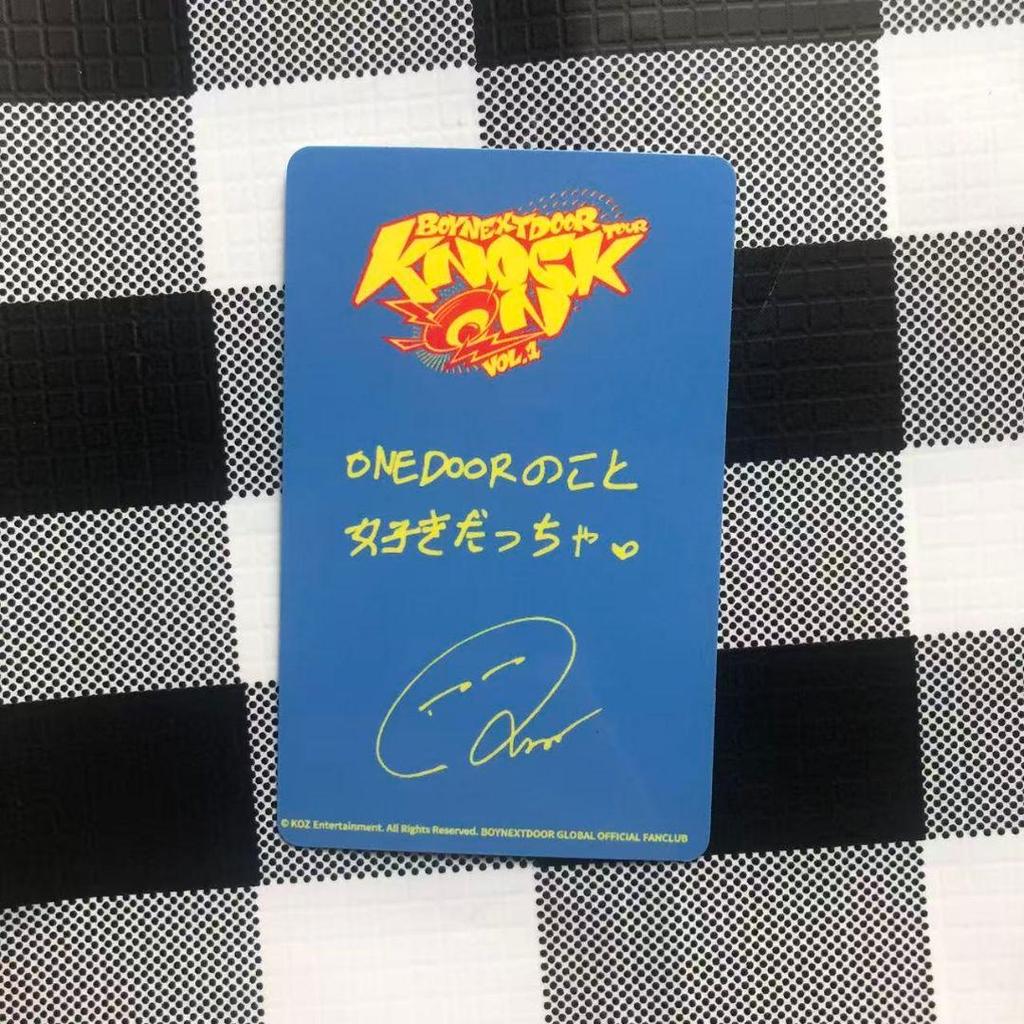 BOYNEXTDOOR TOUR
KNOCK
ON
VOL.1
ONEDOORのこと
好きだっちゃ
© KOZ Entertainment. All Rights Reserved. BOYNEXTDOOR GLOBAL OFFICIAL FANCLUB